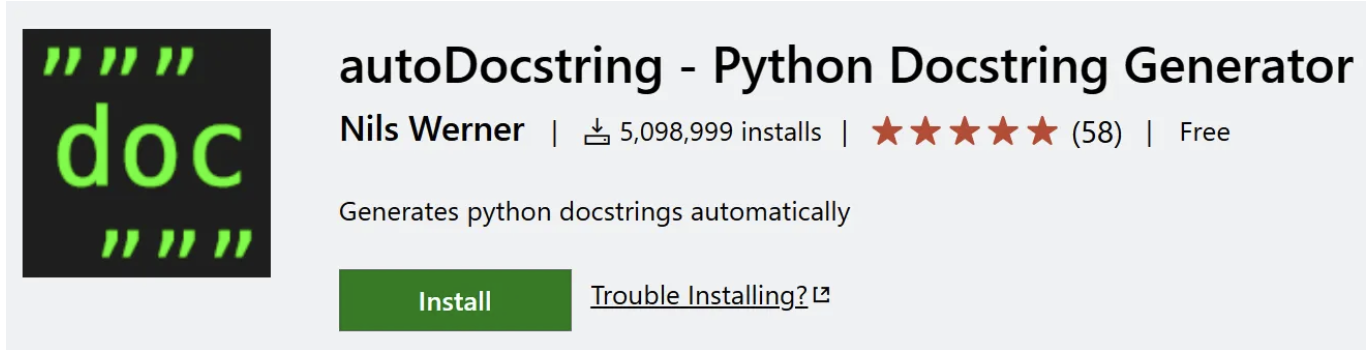 ”””
doc
”””
autoDocstring - Python Docstring Generator
Nils Werner | 5,098,999 installs | ★★★★★ (58) | Free
Generates python docstrings automatically
Install Trouble Installing?